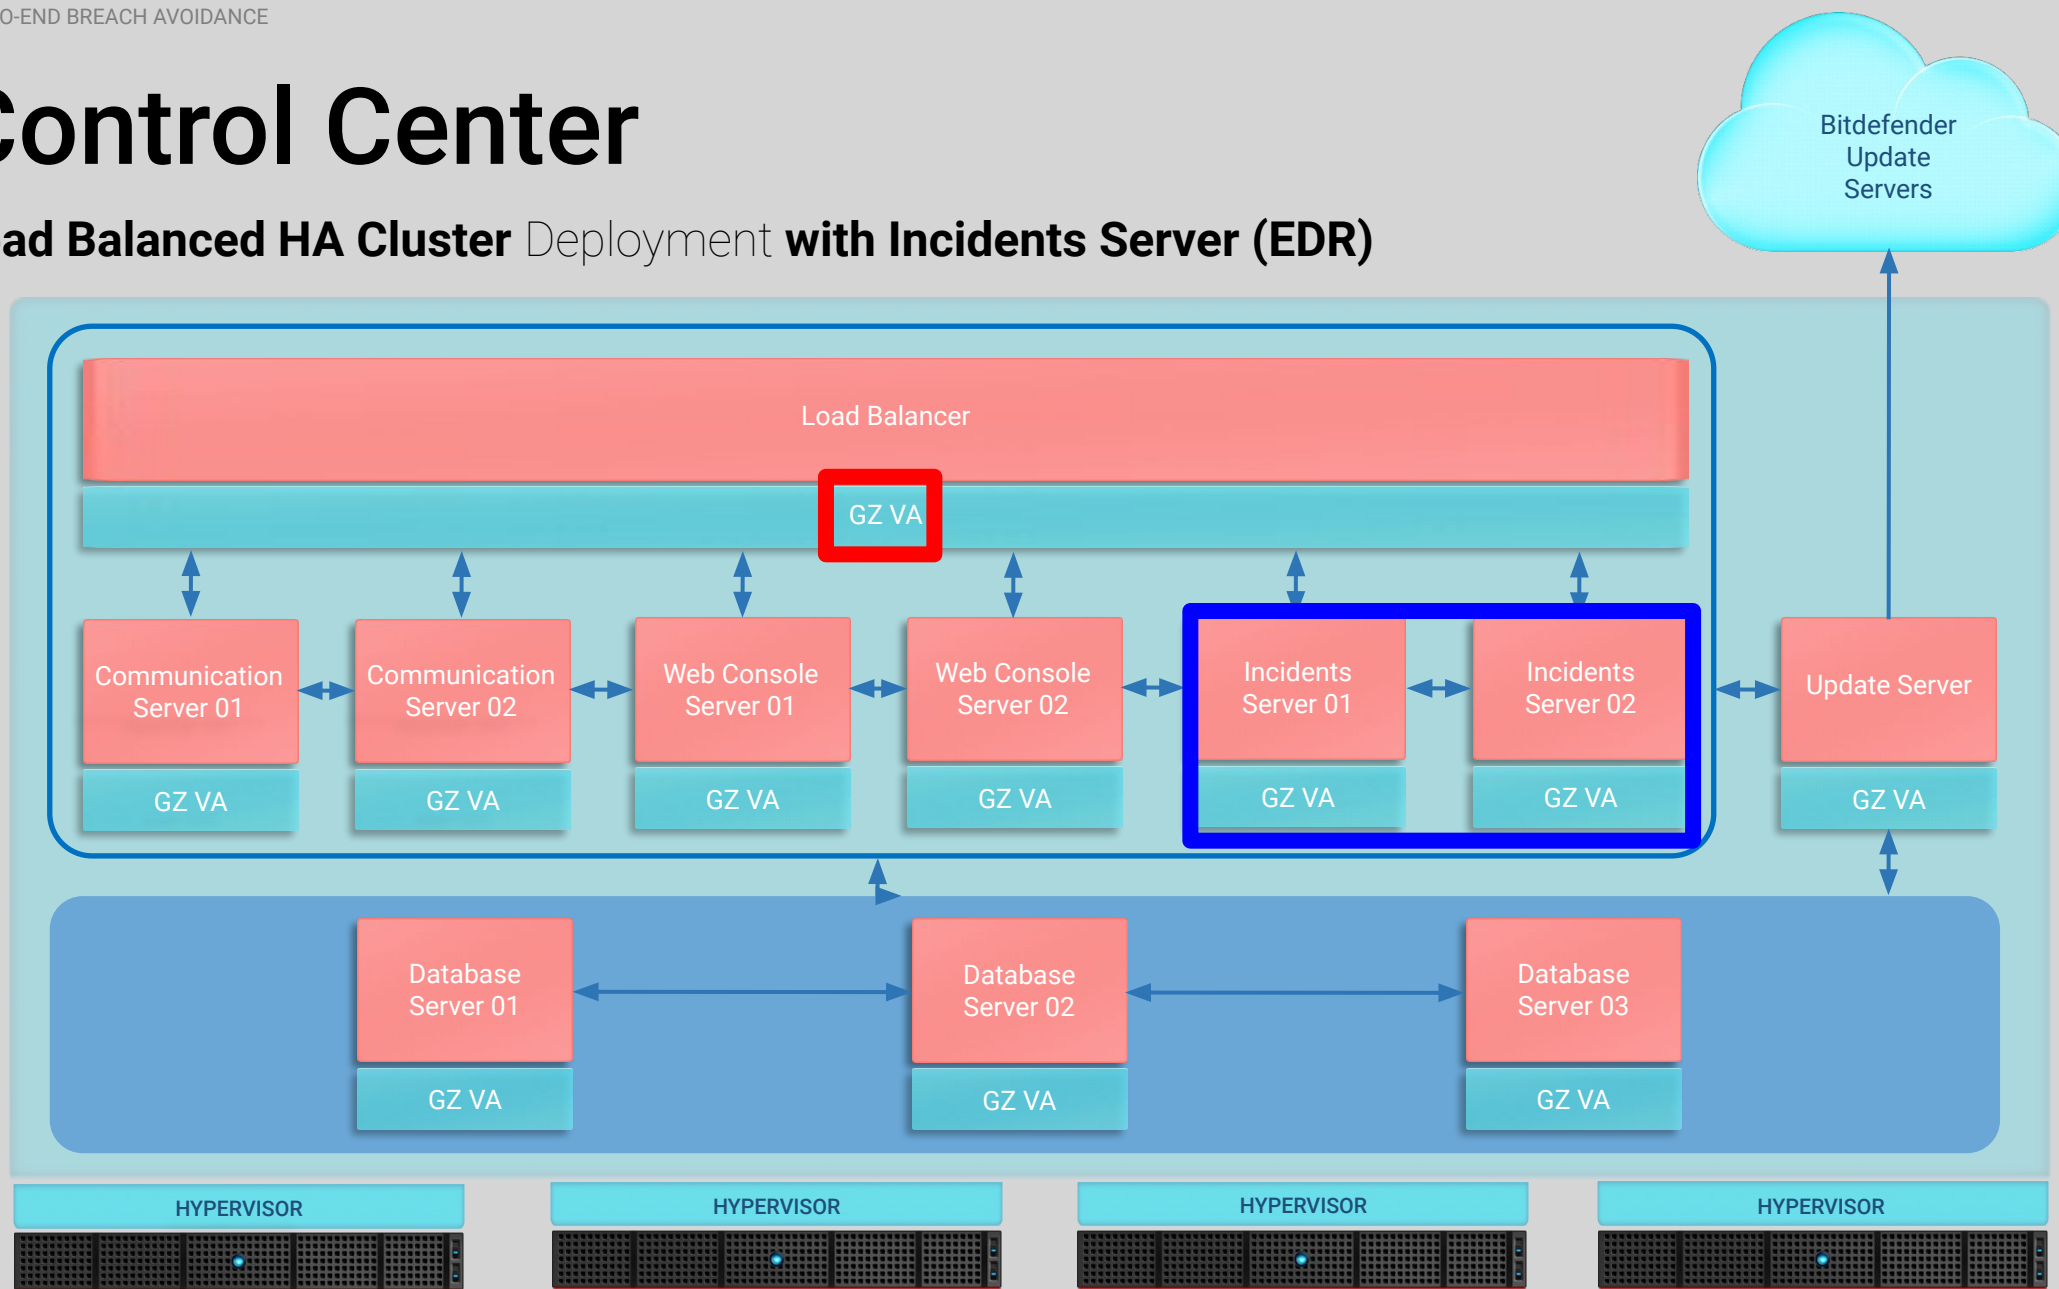 O-END BREACH AVOIDANCE
Control Center
ad Balanced HA Cluster Deployment with Incidents Server (EDR)
Bitdefender
Update
Servers
Load Balancer
GZ VA
Communication
Server 01
GZ VA
Communication
Server 02
GZ VA
Web Console
Server 01
GZ VA
Web Console
Server 02
GZ VA
Incidents
Server 01
GZ VA
Incidents
Server 02
GZ VA
Update Server
GZ VA
Database
Server 01
GZ VA
Database
Server 02
GZ VA
Database
Server 03
GZ VA
HYPERVISOR
HYPERVISOR
HYPERVISOR
HYPERVISOR